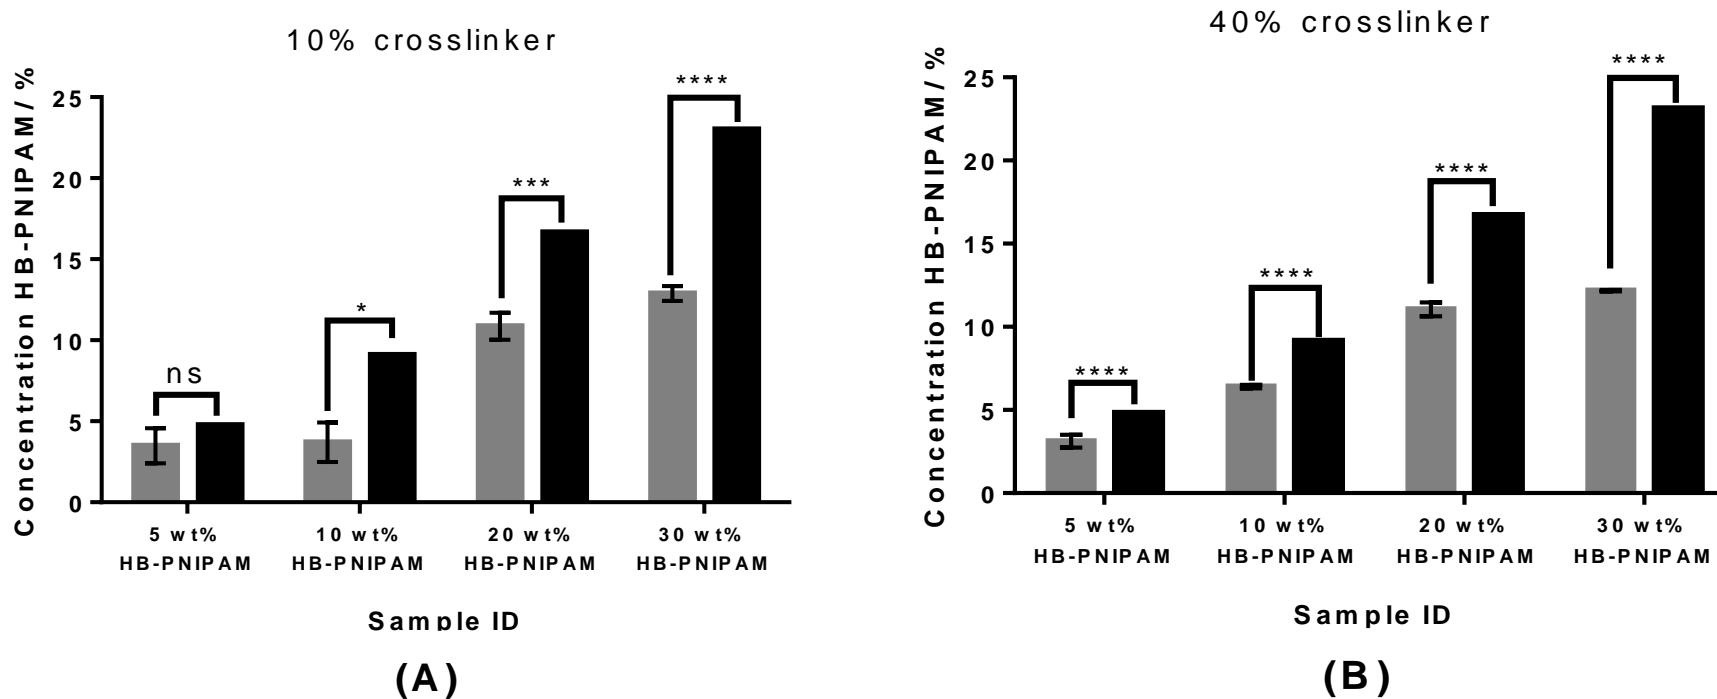 10% crosslinker
Concentration HB-PNIPAM/%
25
20
15
10
5
0
ns
*
***
****
5 wt% HB-PNIPAM
10 wt% HB-PNIPAM
20 wt% HB-PNIPAM
30 wt% HB-PNIPAM
Sample ID
(A)
40% crosslinker
Concentration HB-PNIPAM/%
25
20
15
10
5
0
****
****
****
****
5 wt% HB-PNIPAM
10 wt% HB-PNIPAM
20 wt% HB-PNIPAM
30 wt% HB-PNIPAM
Sample ID
(B)